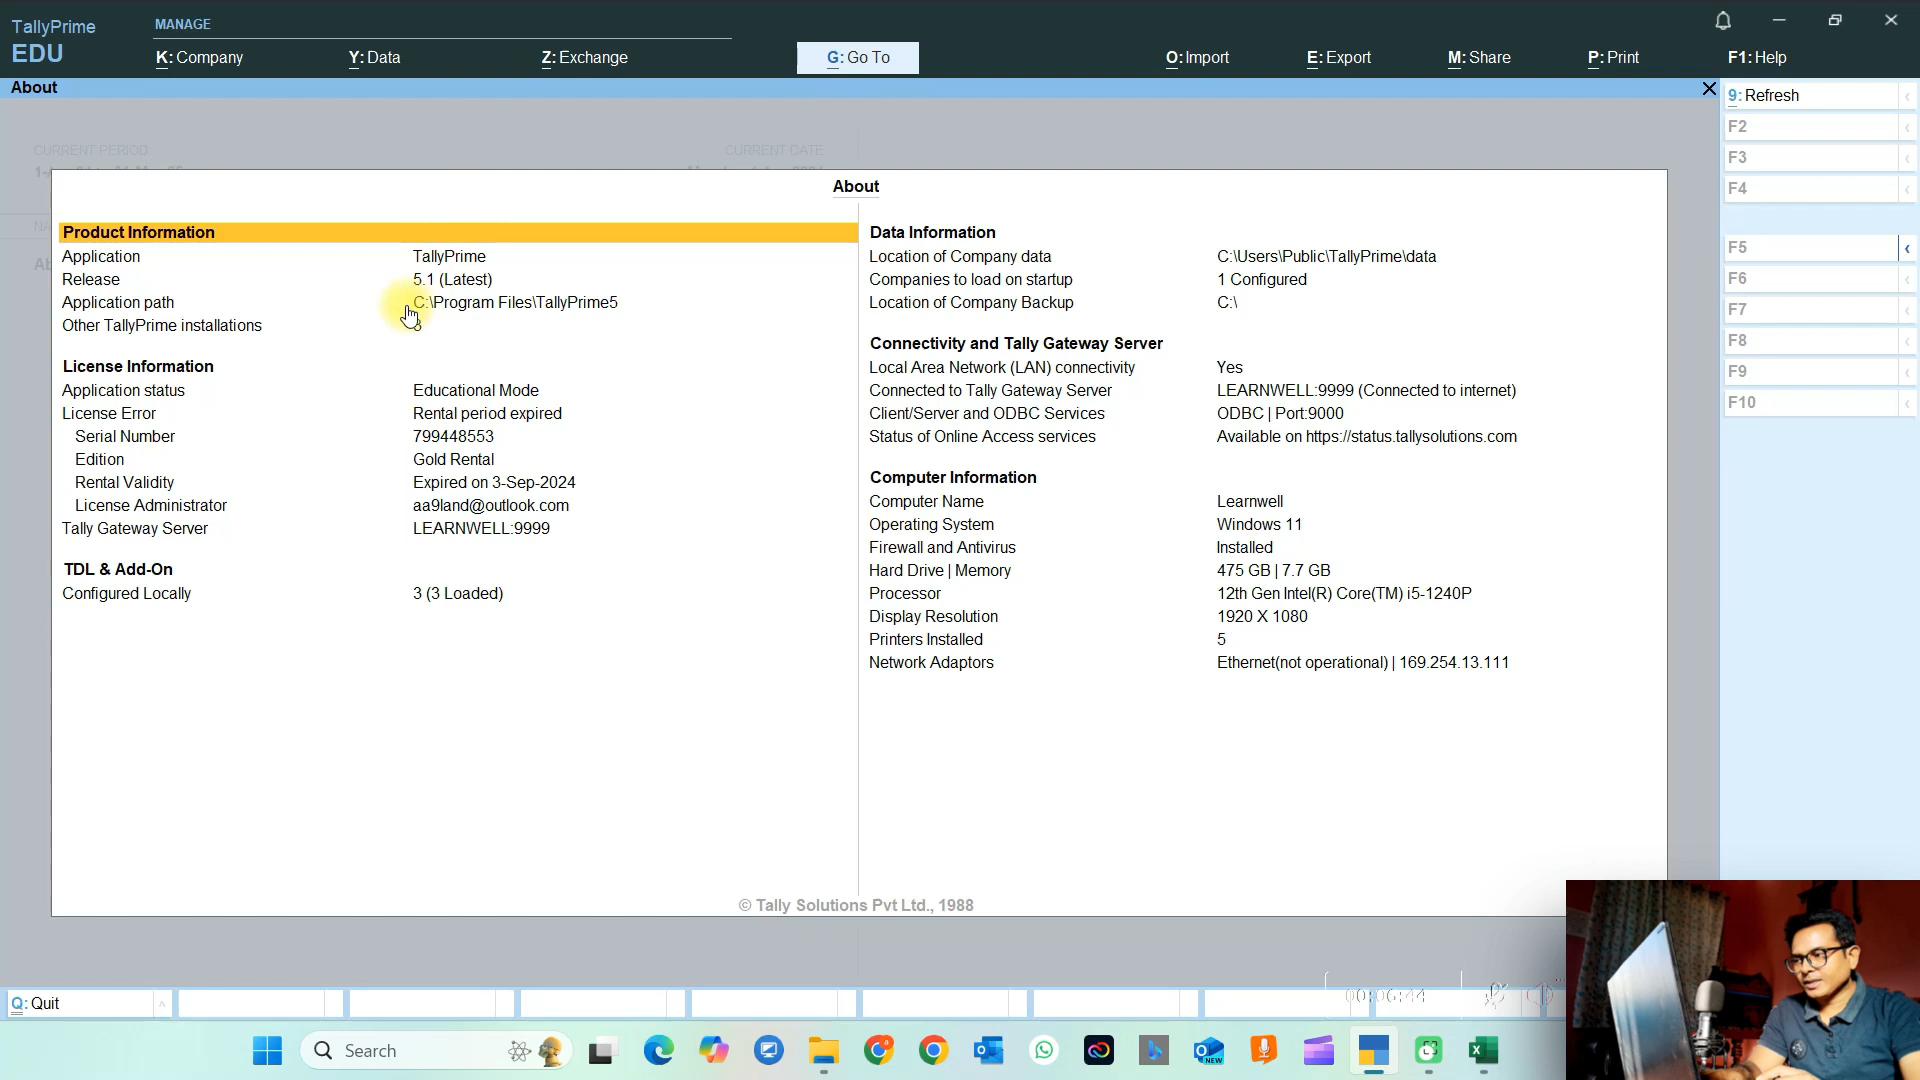 TallyPrime
EDU
MANAGE
K: Company
Y: Data
Z: Exchange
G: Go To
O: Import
E: Export
M: Share
P: Print
F1: Help
About
CURRENT PERIOD
CURRENT DATE
About
Product Information
Application TallyPrime
Release 5.1 (Latest)
Application path C:\Program Files\TallyPrime5
Other TallyPrime installations 3
License Information
Application status Educational Mode
License Error Rental period expired
Serial Number 799448553
Edition Gold Rental
Rental Validity Expired on 3-Sep-2024
License Administrator aa9land@outlook.com
Tally Gateway Server LEARNWELL:9999
TDL & Add-On
Configured Locally 3 (3 Loaded)
Data Information
Location of Company data C:\Users\Public\TallyPrime\data
Companies to load on startup 1 Configured
Location of Company Backup C:\
Connectivity and Tally Gateway Server
Local Area Network (LAN) connectivity Yes
Connected to Tally Gateway Server LEARNWELL:9999 (Connected to internet)
Client/Server and ODBC Services ODBC | Port:9000
Status of Online Access services Available on https://status.tallysolutions.com
Computer Information
Computer Name Learnwell
Operating System Windows 11
Firewall and Antivirus Installed
Hard Drive | Memory 475 GB | 7.7 GB
Processor 12th Gen Intel(R) Core(TM) i5-1240P
Display Resolution 1920 X 1080
Printers Installed 5
Network Adaptors Ethernet(not operational) | 169.254.13.111
© Tally Solutions Pvt Ltd., 1988
9: Refresh
F2
F3
F4
F5
F6
F7
F8
F9
F10
Q: Quit
00:06:44
Search
NEW